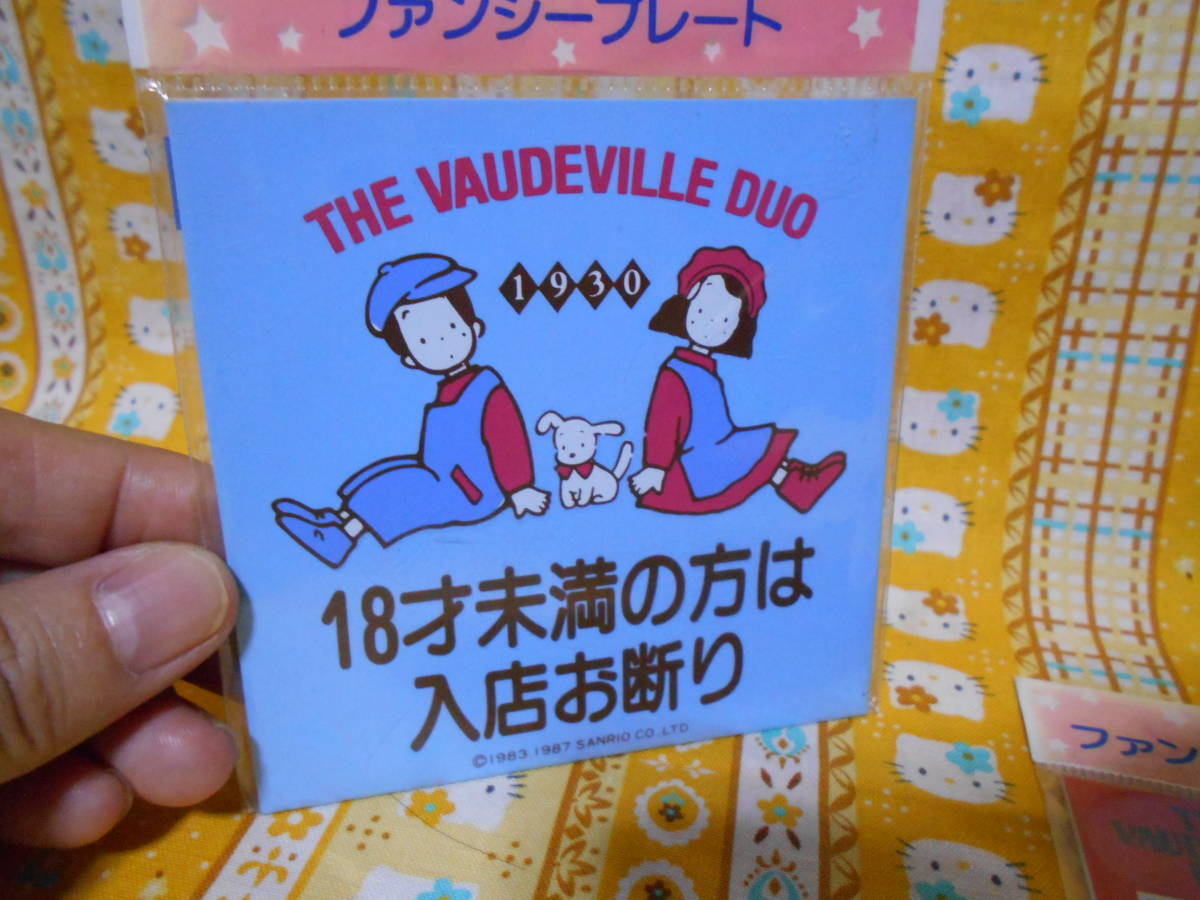 ファンシープレート
THE VAUDEVILLE DUO
1930
18才未満の方は
入店お断り
©1983 1987 SANRIO CO.,LTD.
ファン